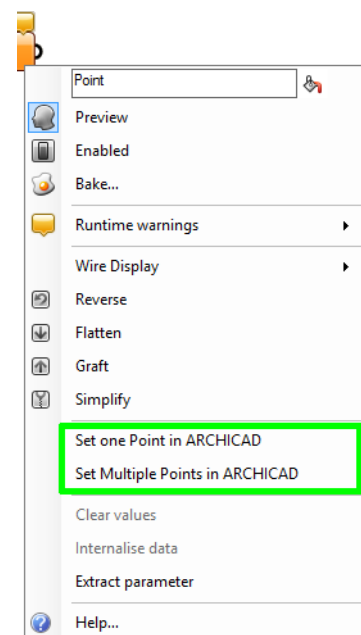 Point
Preview
Enabled
Bake...
Runtime warnings
Wire Display
Reverse
Flatten
Graft
Simplify
Set one Point in ARCHICAD
Set Multiple Points in ARCHICAD
Clear values
Internalise data
Extract parameter
Help...